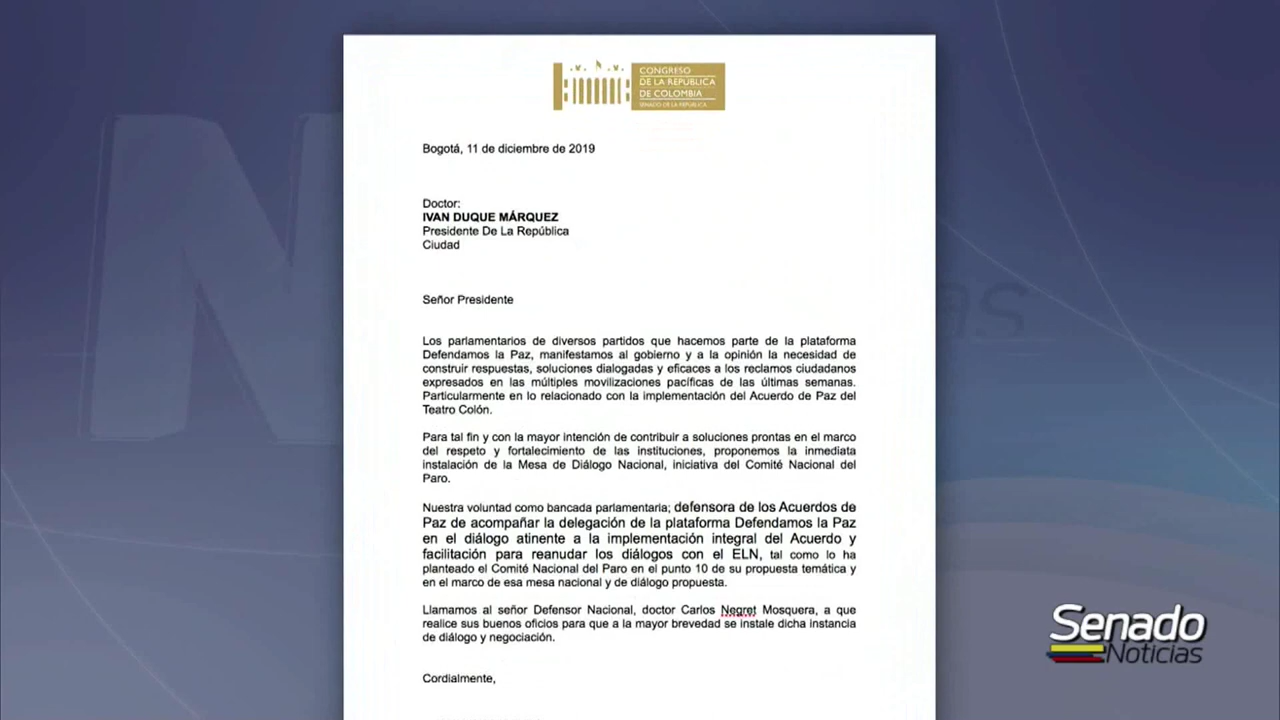 CONGRESO
DE LA REPÚBLICA
DE COLOMBIA
SENADO DE LA REPÚBLICA
Bogotá, 11 de diciembre de 2019
Doctor:
IVAN DUQUE MÁRQUEZ
Presidente De La República
Ciudad
Señor Presidente
Los parlamentarios de diversos partidos que hacemos parte de la plataforma
Defendamos la Paz, manifestamos al gobierno y a la opinión la necesidad de
construir respuestas, soluciones dialogadas y eficaces a los reclamos ciudadanos
expresados en las múltiples movilizaciones pacíficas de las últimas semanas.
Particularmente en lo relacionado con la implementación del Acuerdo de Paz del
Teatro Colón.
Para tal fin y con la mayor intención de contribuir a soluciones prontas en el marco
del respeto y fortalecimiento de las instituciones, proponemos la inmediata
instalación de la Mesa de Diálogo Nacional, iniciativa del Comité Nacional del
Paro.
Nuestra voluntad como bancada parlamentaria; defensora de los Acuerdos de
Paz de acompañar la delegación de la plataforma Defendamos la Paz
en el diálogo atinente a la implementación integral del Acuerdo y
facilitación para reanudar los diálogos con el ELN, tal como lo ha
planteado el Comité Nacional del Paro en el punto 10 de su propuesta temática y
en el marco de esa mesa nacional y de diálogo propuesta.
Llamamos al señor Defensor Nacional, doctor Carlos Negret Mosquera, a que
realice sus buenos oficios para que a la mayor brevedad se instale dicha instancia
de diálogo y negociación.
Cordialmente,
Senado
Noticias